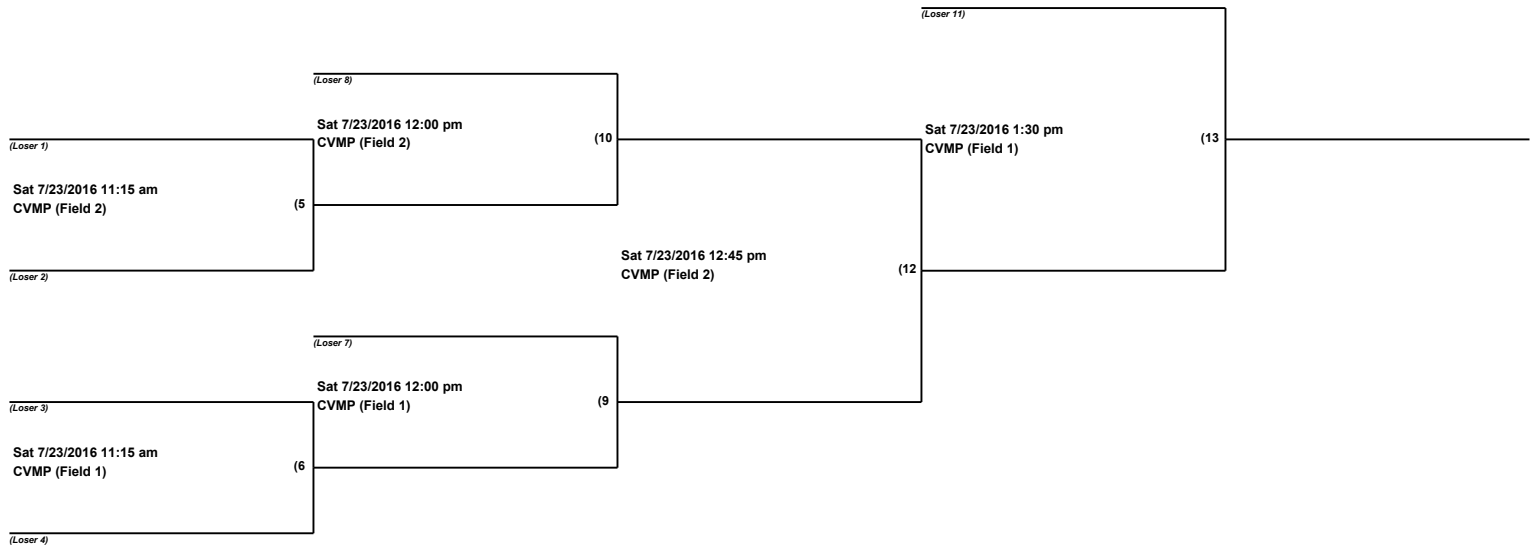 (Loser 11)
(Loser 8)
Sat 7/23/2016 12:00 pm
CVMP (Field 2)
(10
Sat 7/23/2016 1:30 pm
CVMP (Field 1)
(13
(Loser 1)
Sat 7/23/2016 11:15 am
CVMP (Field 2)
(5
Sat 7/23/2016 12:45 pm
CVMP (Field 2)
(12
(Loser 2)
(Loser 7)
Sat 7/23/2016 12:00 pm
CVMP (Field 1)
(9
(Loser 3)
Sat 7/23/2016 11:15 am
CVMP (Field 1)
(6
(Loser 4)